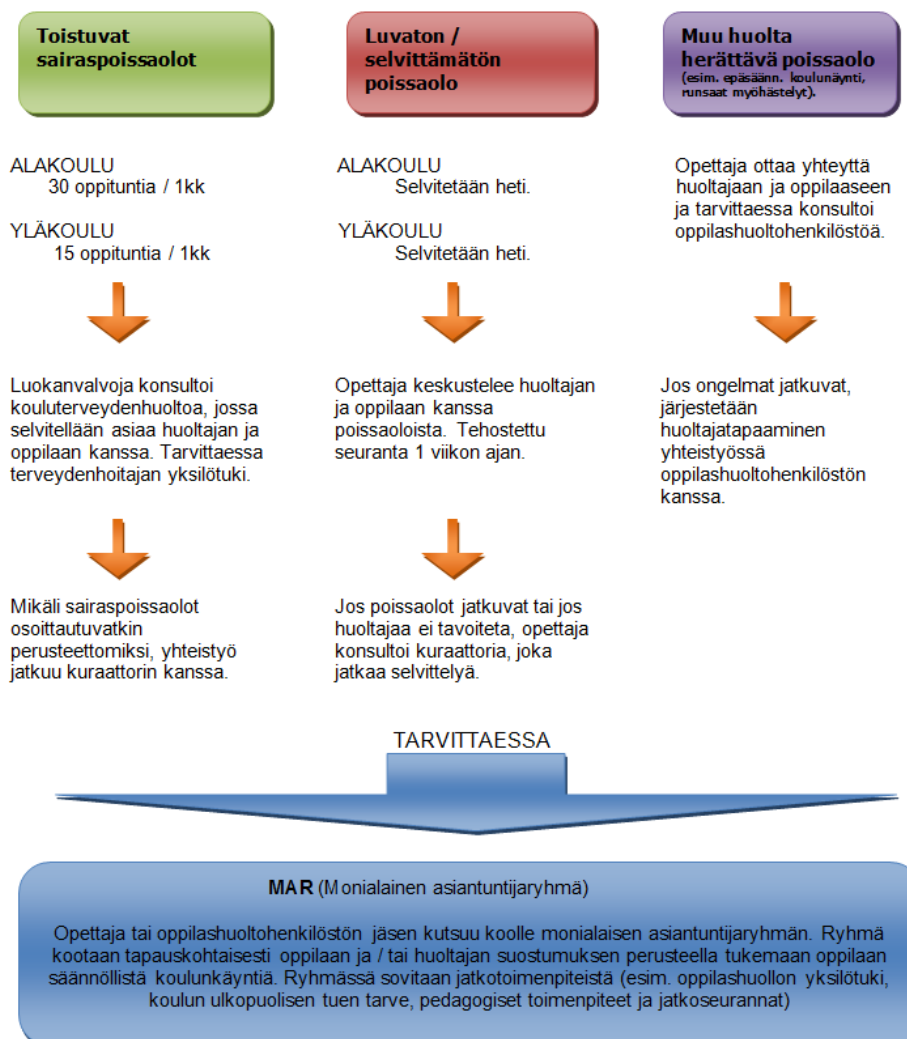 Toistuvat
sairaspoissaolot
ALAKOULU
30 oppituntia / 1kk
YLÄKOULU
15 oppituntia / 1kk
Luokanvalvoja konsultoi
kouluterveydenhuoltoa, jossa
selvitellään asiaa huoltajan ja
oppilaan kanssa. Tarvittaessa
terveydenhoitajan yksilötuki.
Mikäli sairaspoissaolot
osoittautuvatkin
perusteettomiksi, yhteistyö
jatkuu kuraattorin kanssa.
Luvaton /
selvittämätön
poissaolo
ALAKOULU
Selvitetään heti.
YLÄKOULU
Selvitetään heti.
Opettaja keskustelee huoltajan
ja oppilaan kanssa
poissaoloista. Tehostettu
seuranta 1 viikon ajan.
Jos poissaolot jatkuvat tai jos
huoltajaa ei tavoiteta, opettaja
konsultoi kuraattoria, joka
jatkaa selvittelyä.
Muu huolta
herättävä poissaolo
(esim. epäsäänn. koulunäynti,
runsaat myöhästelyt).
Opettaja ottaa yhteyttä
huoltajaan ja oppilaaseen
ja tarvittaessa konsultoi
oppilashuoltohenkilöstöä.
Jos ongelmat jatkuvat,
järjestetään
huoltajatapaaminen
yhteistyössä
oppilashuoltohenkilöstön
kanssa.
TARVITTAESSA
MAR (Monialainen asiantuntijaryhmä)
Opettaja tai oppilashuoltohenkilöstön jäsen kutsuu koolle monialaisen asiantuntijaryhmän. Ryhmä
kootaan tapauskohtaisesti oppilaan ja / tai huoltajan suostumuksen perusteella tukemaan oppilaan
säännöllistä koulunkäyntiä. Ryhmässä sovitaan jatkotoimenpiteistä (esim. oppilashuollon yksilötuki,
koulun ulkopuolisen tuen tarve, pedagogiset toimenpiteet ja jatkoseurannat)